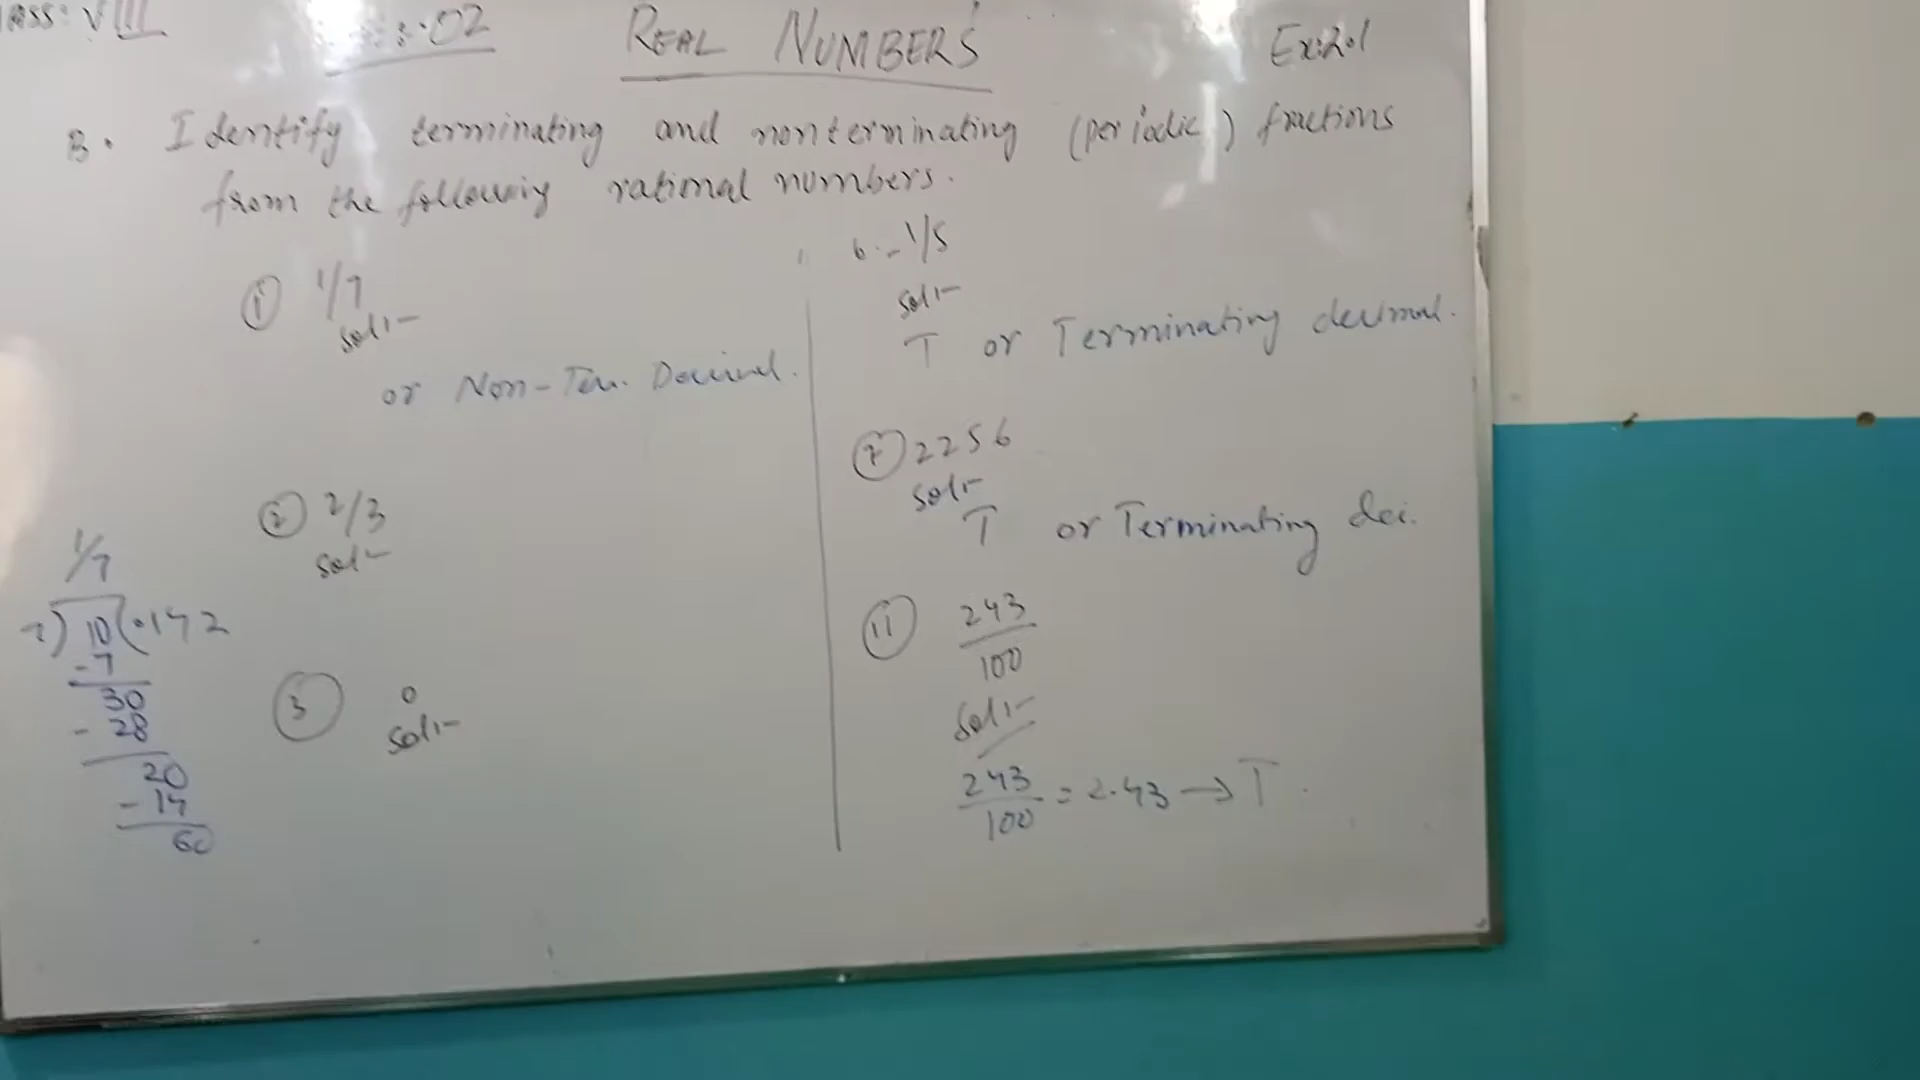 ASS: VIII
:02
REAL NUMBERS
Ex:2.1
B. Identify terminating and nonterminating (periodic) fractions
from the following rational numbers.
① 1/7
sol:-
or Non-Ter. Decimal.
② 2/3
sol:-
1/7
7) 10 (.142
-7
30
- 28
20
- 14
60
③ 0
sol:-
6. - 1/5
sol:-
T or Terminating decimal.
⑦ 2256
sol:-
T or Terminating dei.
⑪ 243
100
sol:-
243
100 = 2.43 → T